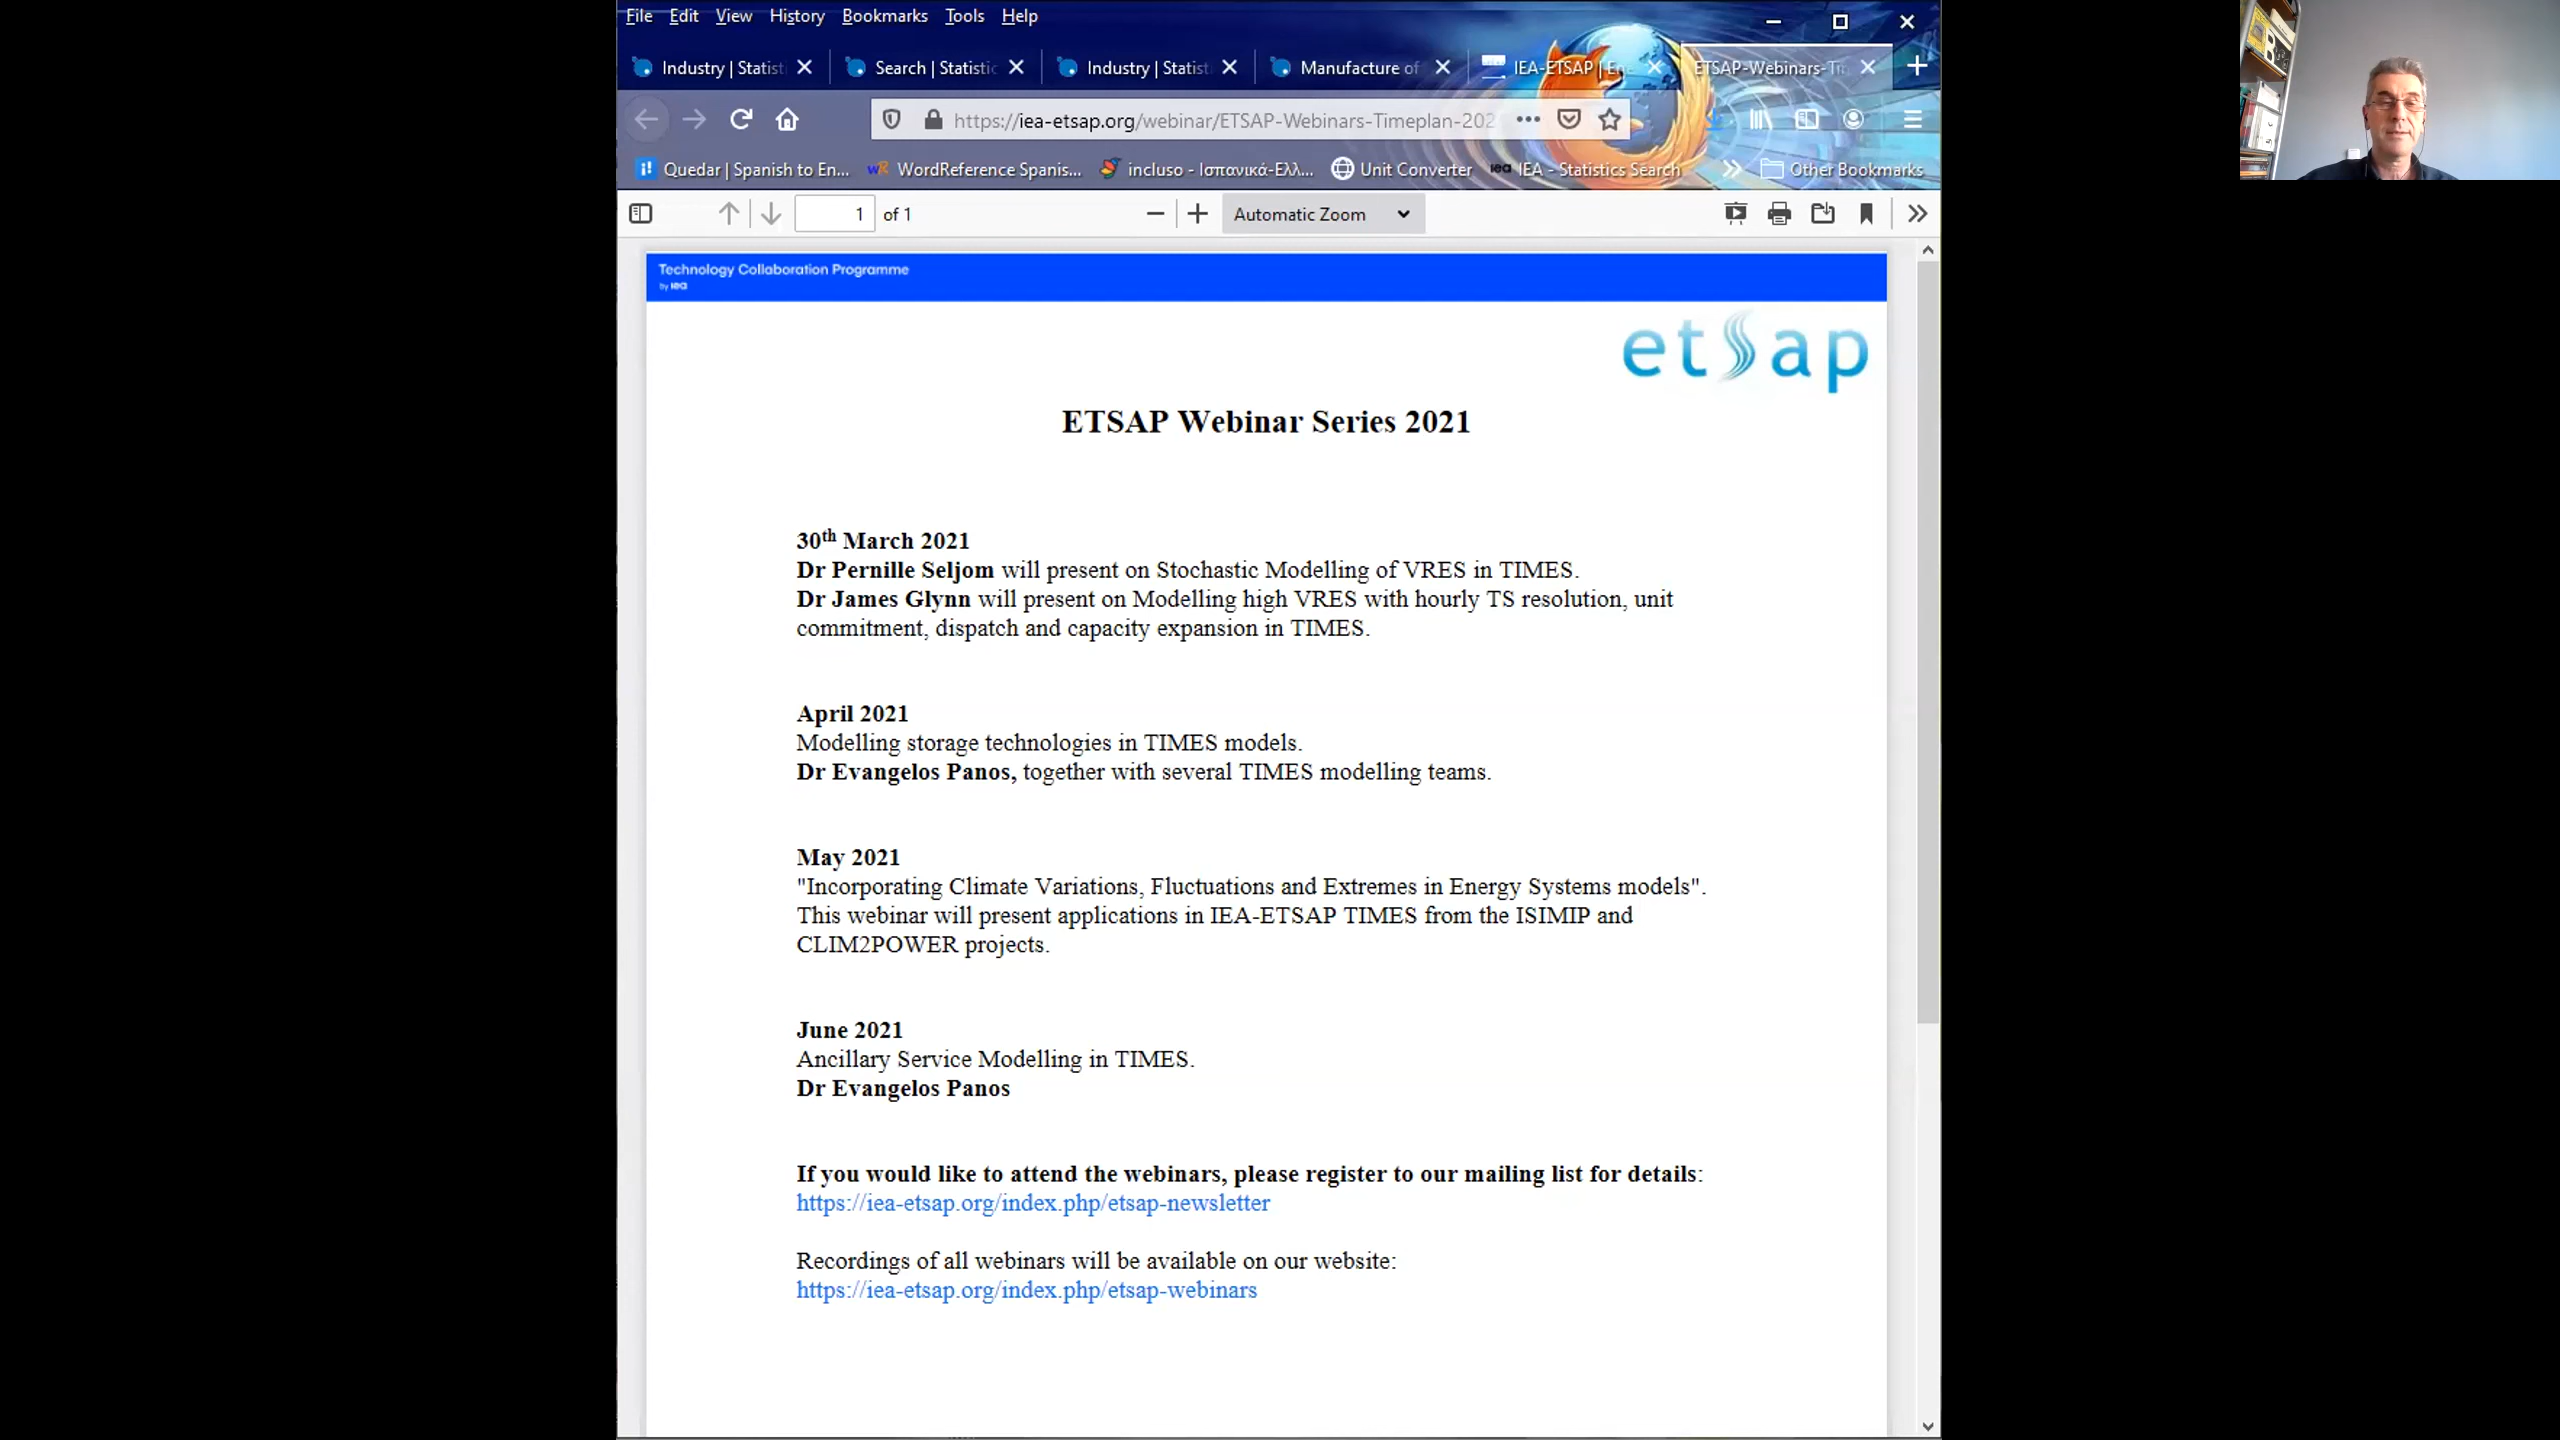 File Edit View History Bookmarks Tools Help
Industry | Statist
Search | Statistic
Industry | Statist
Manufacture of
IEA-ETSAP | En
ETSAP-Webinars-Ti
https://iea-etsap.org/webinar/ETSAP-Webinars-Timeplan-202
Quedar | Spanish to En...
WordReference Spanis...
incluso - Ισπανικά-Ελλ...
Unit Converter
iea IEA - Statistics Search
Other Bookmarks
1 of 1
Automatic Zoom
Technology Collaboration Programme
by iea
etsap
ETSAP Webinar Series 2021
30th March 2021
Dr Pernille Seljom will present on Stochastic Modelling of VRES in TIMES.
Dr James Glynn will present on Modelling high VRES with hourly TS resolution, unit
commitment, dispatch and capacity expansion in TIMES.
April 2021
Modelling storage technologies in TIMES models.
Dr Evangelos Panos, together with several TIMES modelling teams.
May 2021
"Incorporating Climate Variations, Fluctuations and Extremes in Energy Systems models".
This webinar will present applications in IEA-ETSAP TIMES from the ISIMIP and
CLIM2POWER projects.
June 2021
Ancillary Service Modelling in TIMES.
Dr Evangelos Panos
If you would like to attend the webinars, please register to our mailing list for details:
https://iea-etsap.org/index.php/etsap-newsletter
Recordings of all webinars will be available on our website:
https://iea-etsap.org/index.php/etsap-webinars